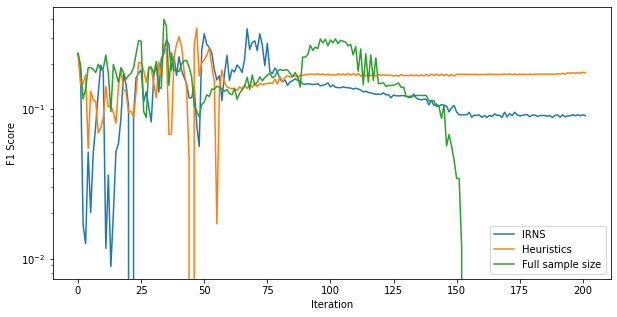 F1 Score
10⁻¹
10⁻²
0
25
50
75
100
125
150
175
200
Iteration
IRNS
Heuristics
Full sample size